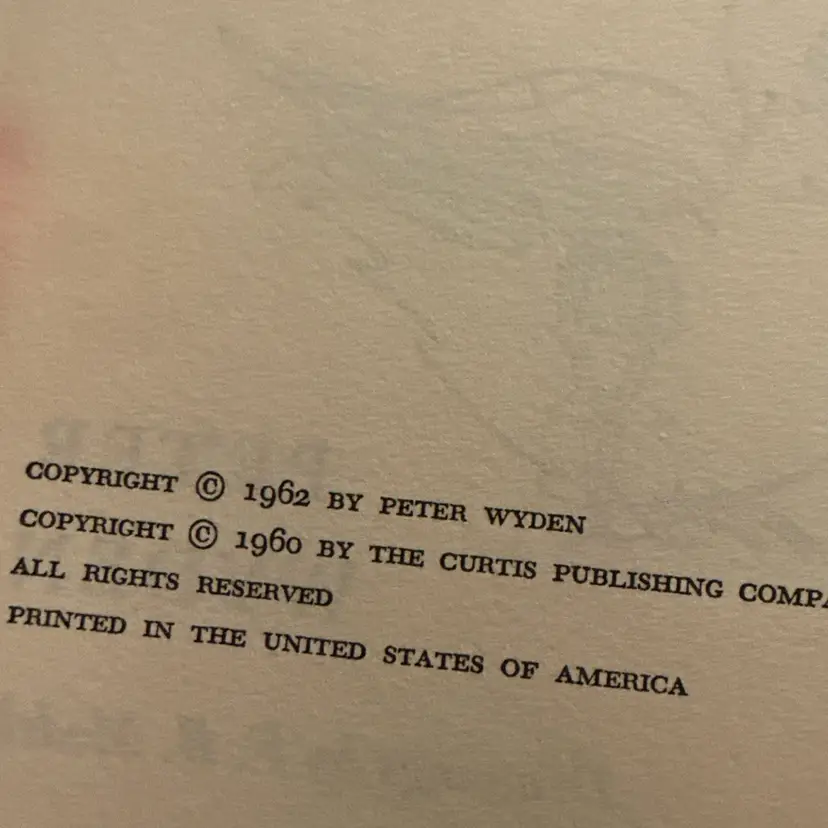 COPYRIGHT © 1962 BY PETER WYDEN
COPYRIGHT © 1960 BY THE CURTIS PUBLISHING
ALL RIGHTS RESERVED
PRINTED IN THE UNITED STATES OF AMERICA